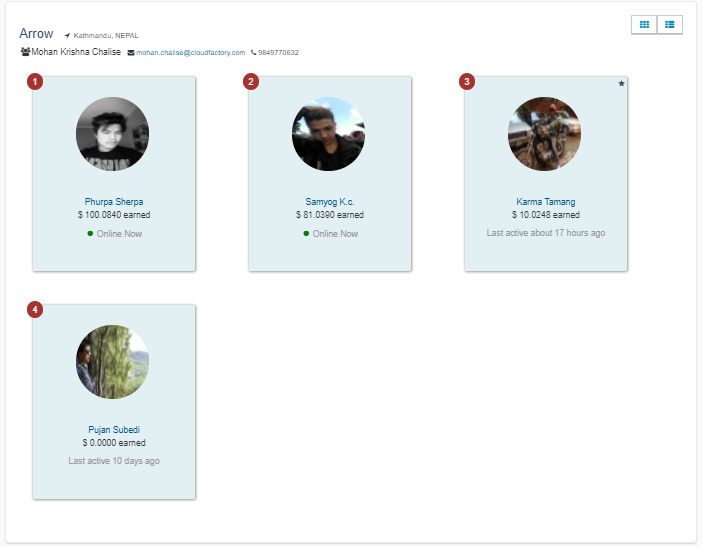 Arrow Kathmandu, NEPAL
Mohan Krishna Chalise mohan.chalise@cloudfactory.com 9849770632
1
Phurpa Sherpa
$ 100.0840 earned
Online Now
2
Samyog K.c.
$ 81.0390 earned
Online Now
3
Karma Tamang
$ 10.0248 earned
Last active about 17 hours ago
4
Pujan Subedi
$ 0.0000 earned
Last active 10 days ago